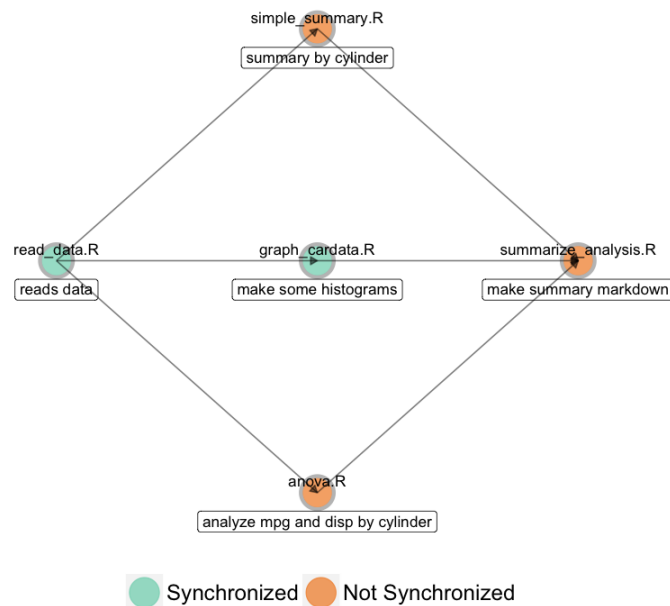 simple_summary.R
summary by cylinder
read_data.R
graph_cardata.R
summarize_analysis.R
reads data
make some histograms
make summary markdown
anova.R
analyze mpg and disp by cylinder
Synchronized
Not Synchronized